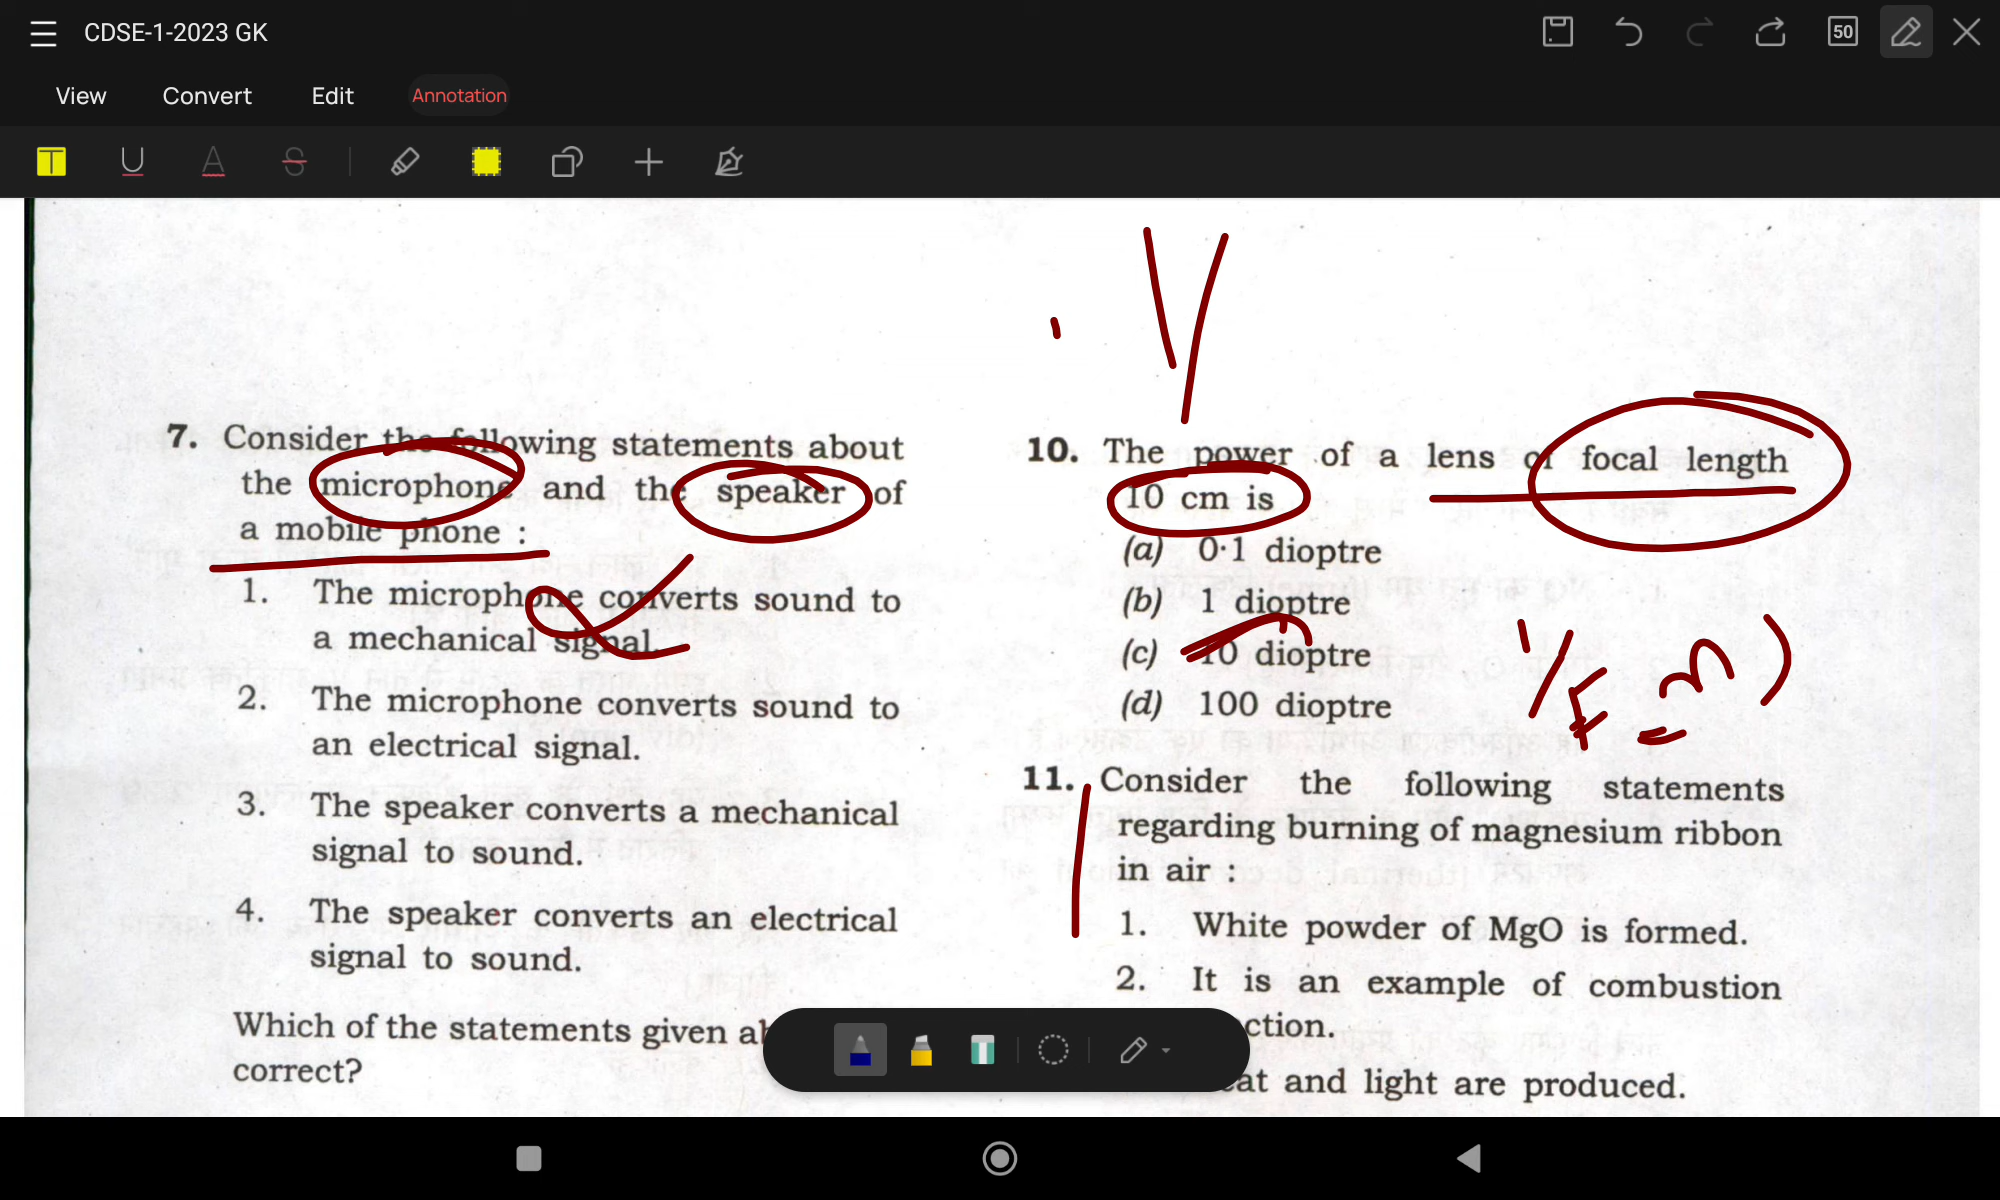 CDSE-1-2023 GK
50
View Convert Edit Annotation
7. Consider the following statements about
the microphone and the speaker of
a mobile phone :
1. The microphone converts sound to
a mechanical signal.
2. The microphone converts sound to
an electrical signal.
3. The speaker converts a mechanical
signal to sound.
4. The speaker converts an electrical
signal to sound.
Which of the statements given
correct?
10. The power of a lens of focal length
10 cm is
(a) 0·1 dioptre
(b) 1 dioptre
(c) 10 dioptre
(d) 100 dioptre
11. Consider the following statements
regarding burning of magnesium ribbon
in air :
1. White powder of MgO is formed.
2. It is an example of combustion
ction.
eat and light are produced.